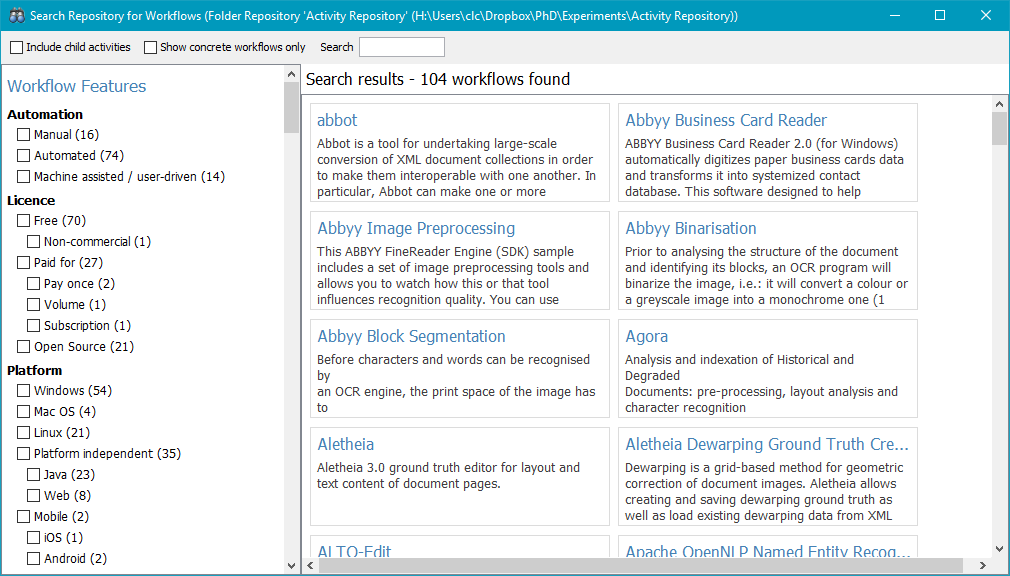 Search Repository for Workflows (Folder Repository 'Activity Repository' (H:\Users\clc\Dropbox\PhD\Experiments\Activity Repository))
Include child activities Show concrete workflows only Search
Workflow Features
Automation
Manual (16)
Automated (74)
Machine assisted / user-driven (14)
Licence
Free (70)
Non-commercial (1)
Paid for (27)
Pay once (2)
Volume (1)
Subscription (1)
Open Source (21)
Platform
Windows (54)
Mac OS (4)
Linux (21)
Platform independent (35)
Java (23)
Web (8)
Mobile (2)
iOS (1)
Android (2)
Search results - 104 workflows found
abbot
Abbot is a tool for undertaking large-scale
conversion of XML document collections in order
to make them interoperable with one another. In
particular, Abbot can make one or more
Abbyy Business Card Reader
ABBYY Business Card Reader 2.0 (for Windows)
automatically digitizes paper business cards data
and transforms it into systemized contact
database. This software designed to help
Abbyy Image Preprocessing
This ABBYY FineReader Engine (SDK) sample
includes a set of image preprocessing tools and
allows you to watch how this or that tool
influences recognition quality. You can use
Abbyy Binarisation
Prior to analysing the structure of the document
and identifying its blocks, an OCR program will
binarize the image, i.e.: it will convert a colour or
a greyscale image into a monochrome one (1
Abbyy Block Segmentation
Before characters and words can be recognised
by
an OCR engine, the print space of the image has
to
Agora
Analysis and indexation of Historical and
Degraded
Documents: pre-processing, layout analysis and
character recognition
Aletheia
Aletheia 3.0 ground truth editor for layout and
text content of document pages.
Aletheia Dewarping Ground Truth Cre...
Dewarping is a grid-based method for geometric
correction of document images. Aletheia allows
creating and saving dewarping ground truth as
well as load existing dewarping data from XML
ALTO-Edit
Apache OpenNLP Named Entity Recog...